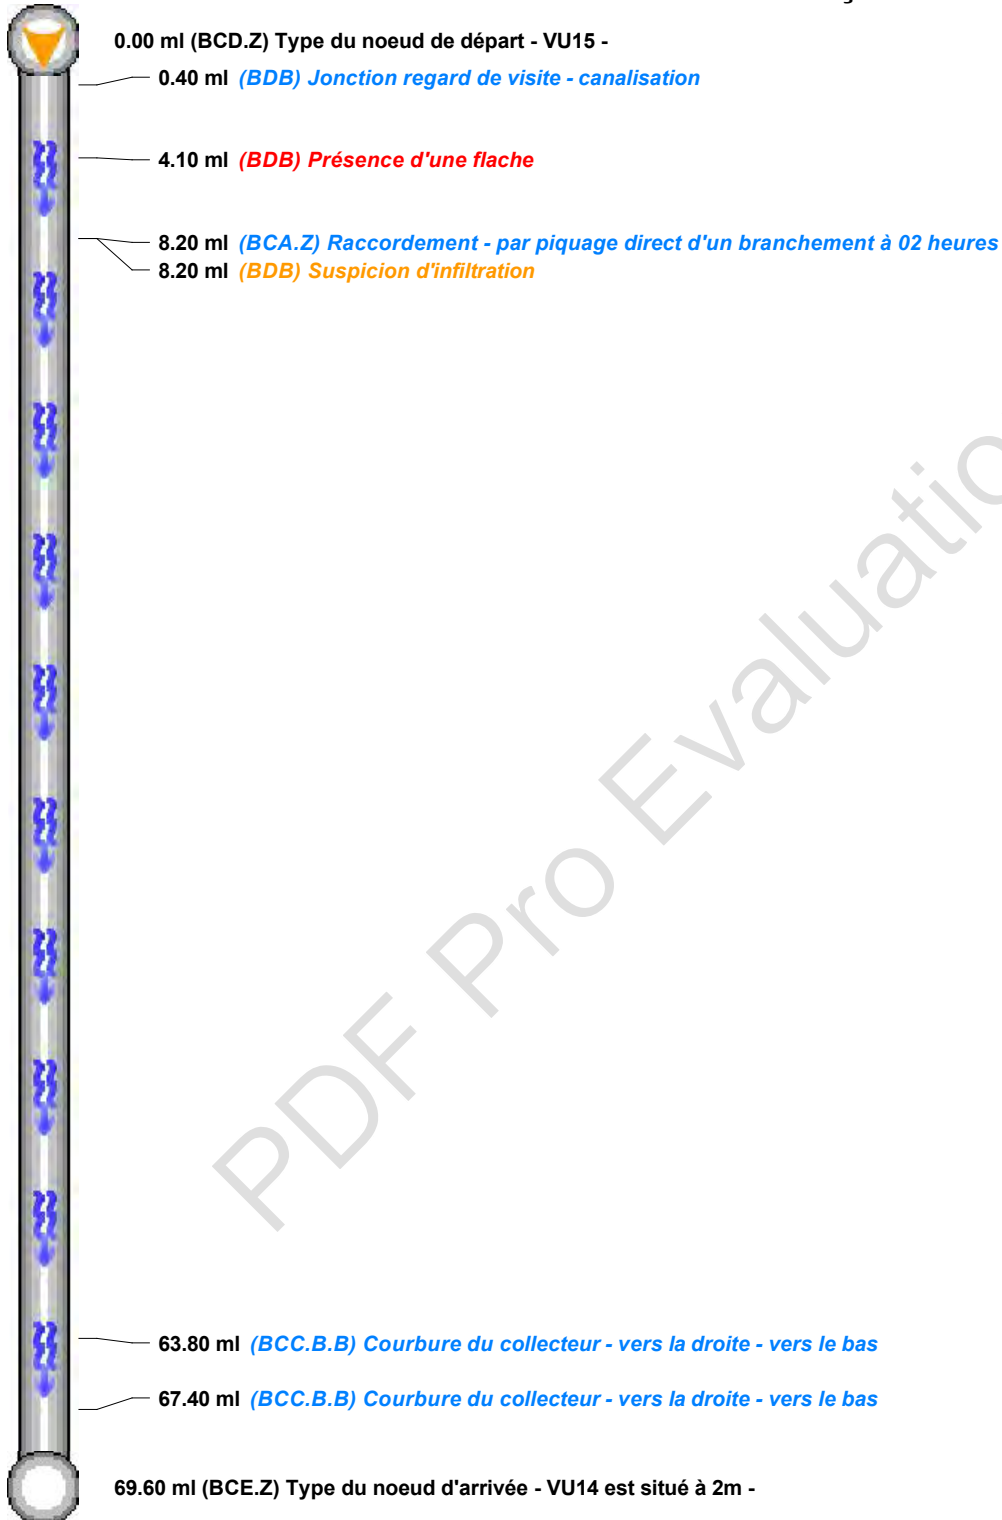 0.00 ml (BCD.Z) Type du noeud de départ - VU15 -
0.40 ml (BDB) Jonction regard de visite - canalisation
4.10 ml (BDB) Présence d'une flache
8.20 ml (BCA.Z) Raccordement - par piquage direct d'un branchement à 02 heures
8.20 ml (BDB) Suspicion d'infiltration
63.80 ml (BCC.B.B) Courbure du collecteur - vers la droite - vers le bas
67.40 ml (BCC.B.B) Courbure du collecteur - vers la droite - vers le bas
69.60 ml (BCE.Z) Type du noeud d'arrivée - VU14 est situé à 2m -
PDF Pro Evaluatio